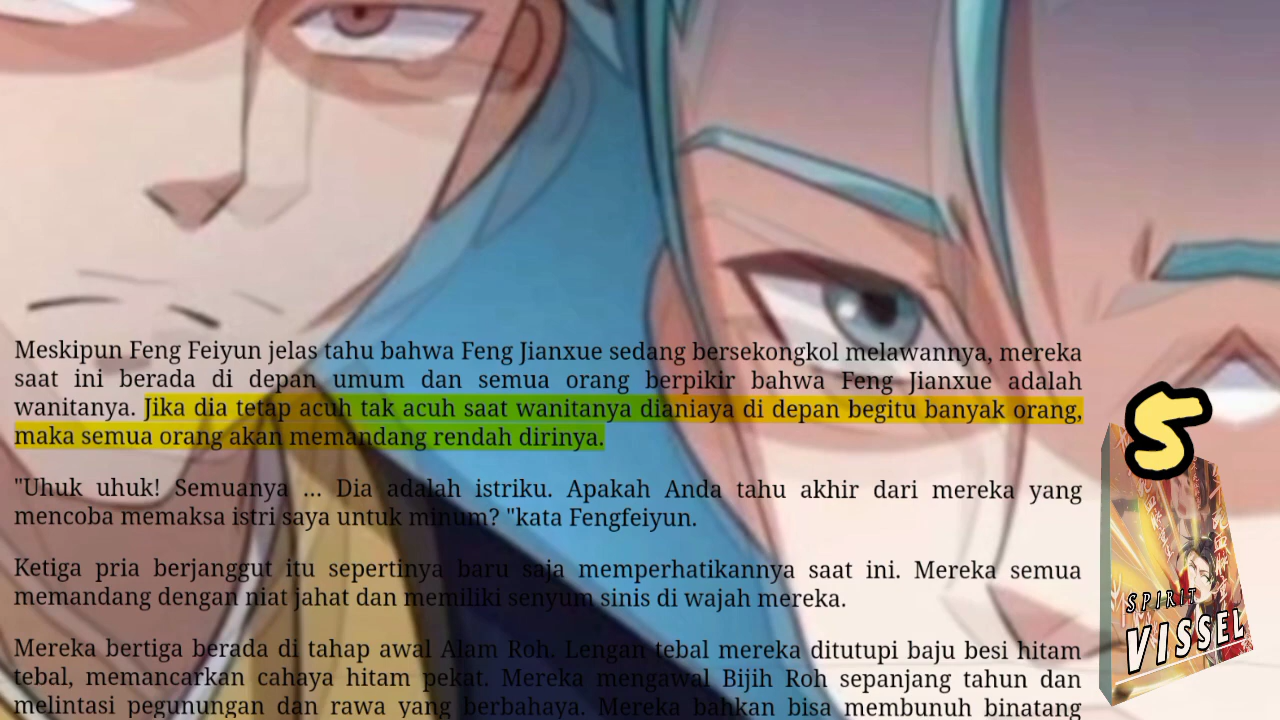 Meskipun Feng Feiyun jelas tahu bahwa Feng Jianxue sedang bersekongkol melawannya, mereka
saat ini berada di depan umum dan semua orang berpikir bahwa Feng Jianxue adalah
wanitanya. Jika dia tetap acuh tak acuh saat wanitanya dianiaya di depan begitu banyak orang,
maka semua orang akan memandang rendah dirinya.
"Uhuk uhuk! Semuanya ... Dia adalah istriku. Apakah Anda tahu akhir dari mereka yang
mencoba memaksa istri saya untuk minum? "kata Fengfeiyun.
Ketiga pria berjanggut itu sepertinya baru saja memperhatikannya saat ini. Mereka semua
memandang dengan niat jahat dan memiliki senyum sinis di wajah mereka.
Mereka bertiga berada di tahap awal Alam Roh. Lengan tebal mereka ditutupi baju besi hitam
tebal, memancarkan cahaya hitam pekat. Mereka mengawal Bijih Roh sepanjang tahun dan
melintasi pegunungan dan rawa yang berbahaya. Mereka bahkan bisa membunuh binatang
S
SPIRIT
VISSEL